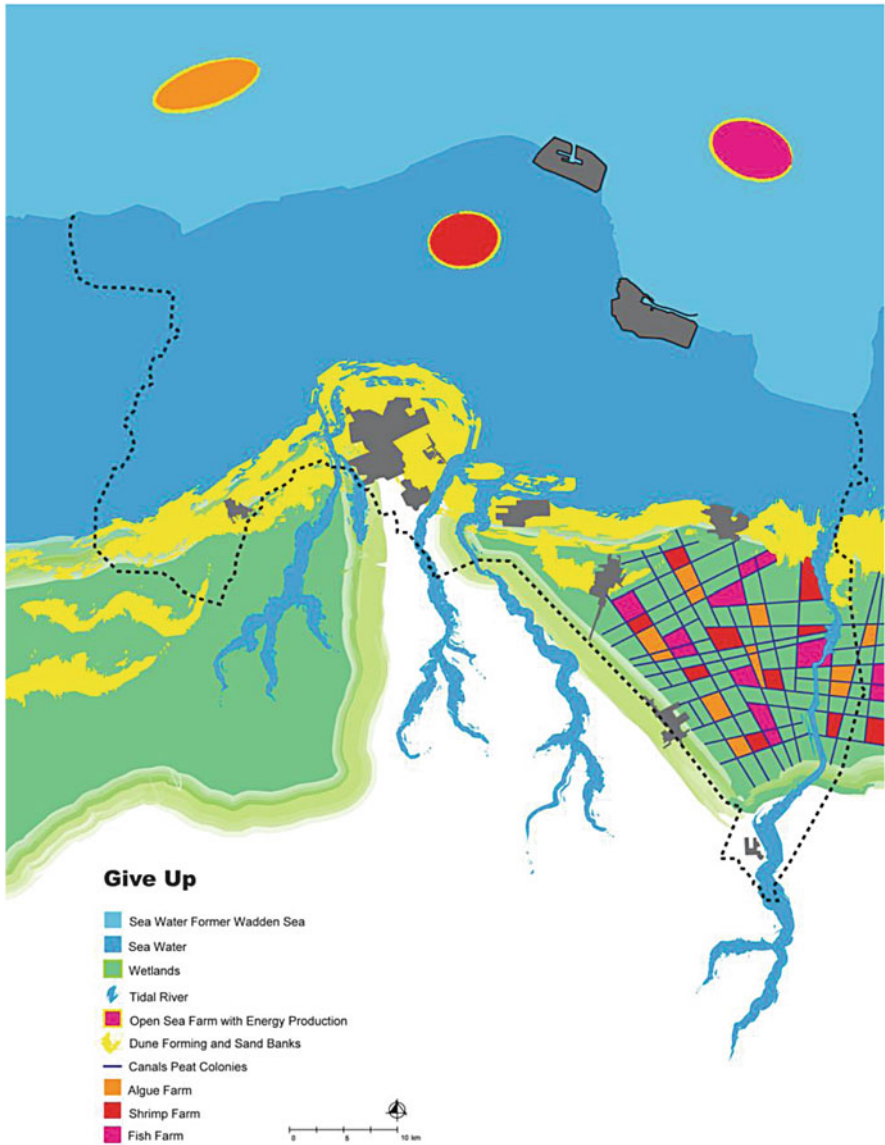 Give Up
Sea Water Former Wadden Sea
Sea Water
Wetlands
Tidal River
Open Sea Farm with Energy Production
Dune Forming and Sand Banks
Canals Peat Colonies
Algue Farm
Shrimp Farm
Fish Farm
0 5 10 km